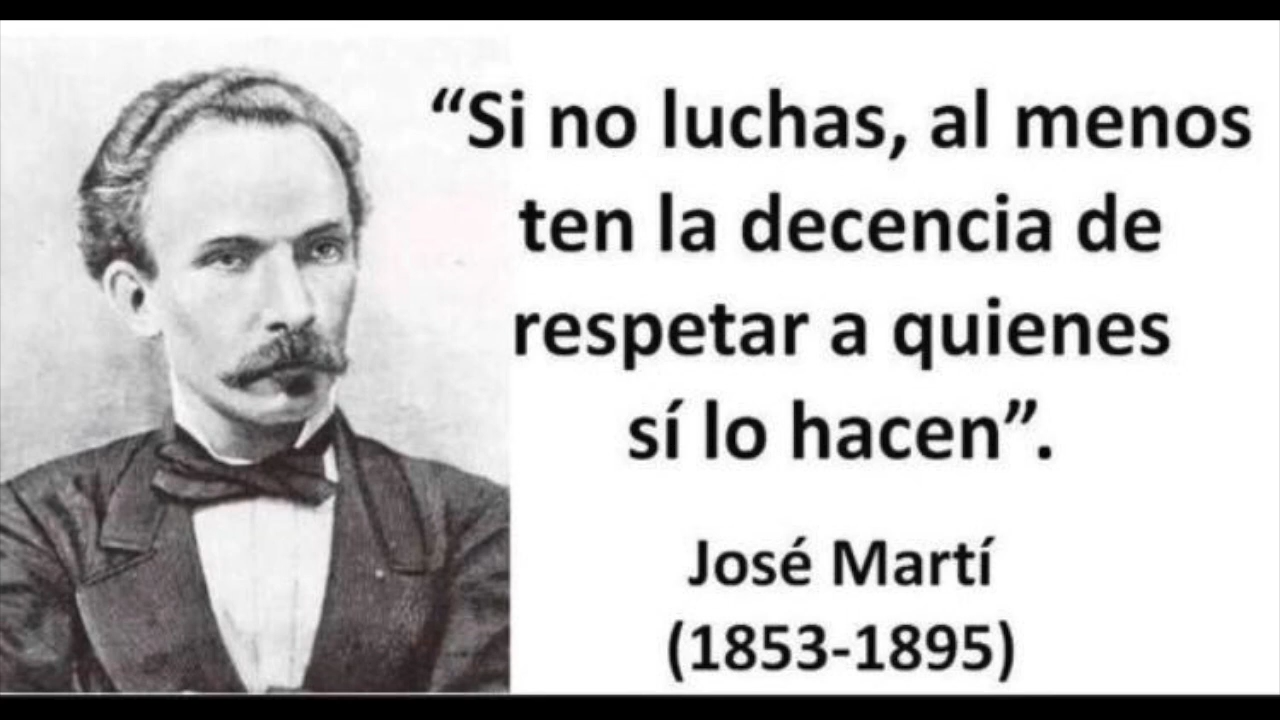 “Si no luchas, al menos
ten la decencia de
respetar a quienes
sí lo hacen”.
José Martí
(1853-1895)